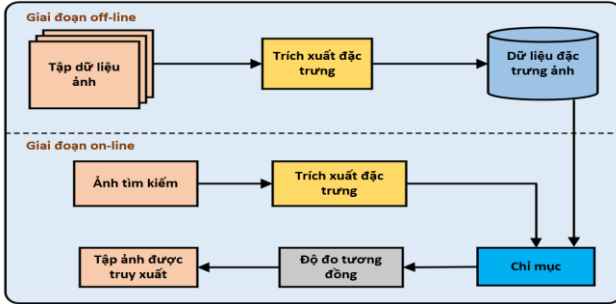 Giai đoạn off-line
Tập dữ liệu
ảnh
Trích xuất đặc
trưng
Dữ liệu đặc
trưng ảnh
Giai đoạn on-line
Ảnh tìm kiếm
Trích xuất đặc
trưng
Tập ảnh được
truy xuất
Độ đo tương
đồng
Chỉ mục